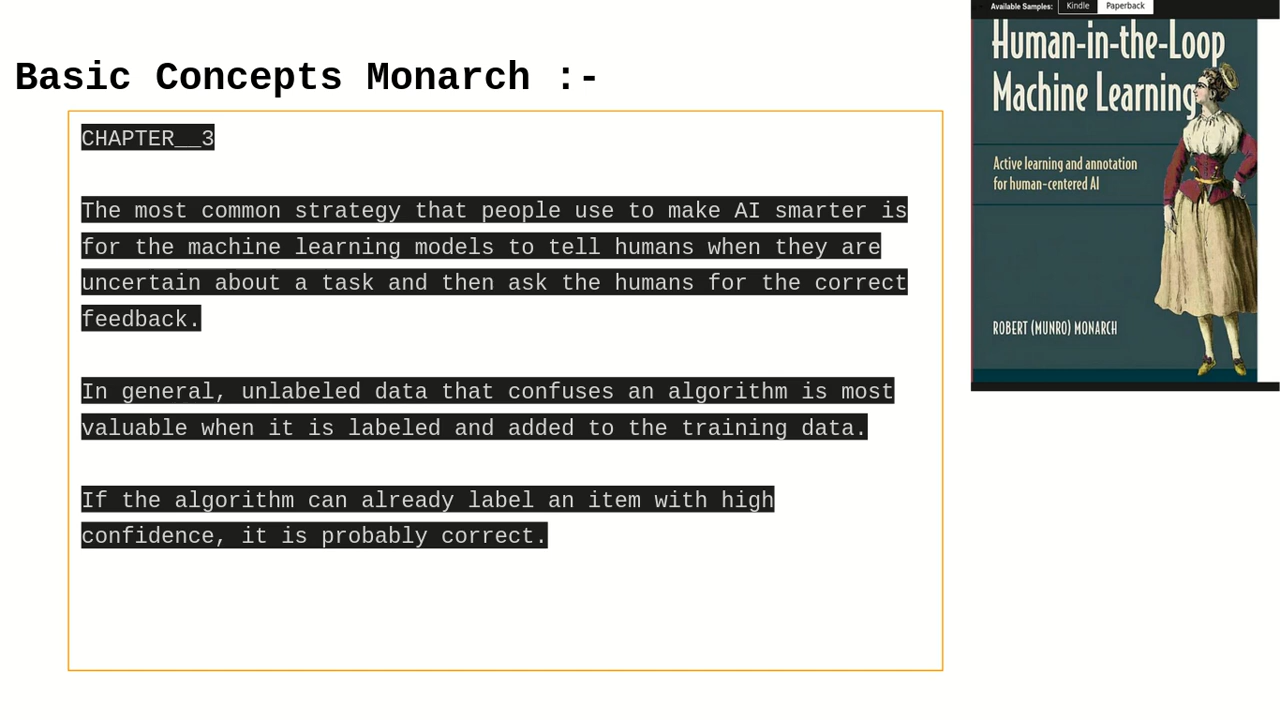 Available Samples: Kindle Paperback
Human-in-the-Loop
Machine Learning
Active learning and annotation
for human-centered AI
ROBERT (MUNRO) MONARCH
Basic Concepts Monarch :-
CHAPTER__3
The most common strategy that people use to make AI smarter is
for the machine learning models to tell humans when they are
uncertain about a task and then ask the humans for the correct
feedback.
In general, unlabeled data that confuses an algorithm is most
valuable when it is labeled and added to the training data.
If the algorithm can already label an item with high
confidence, it is probably correct.